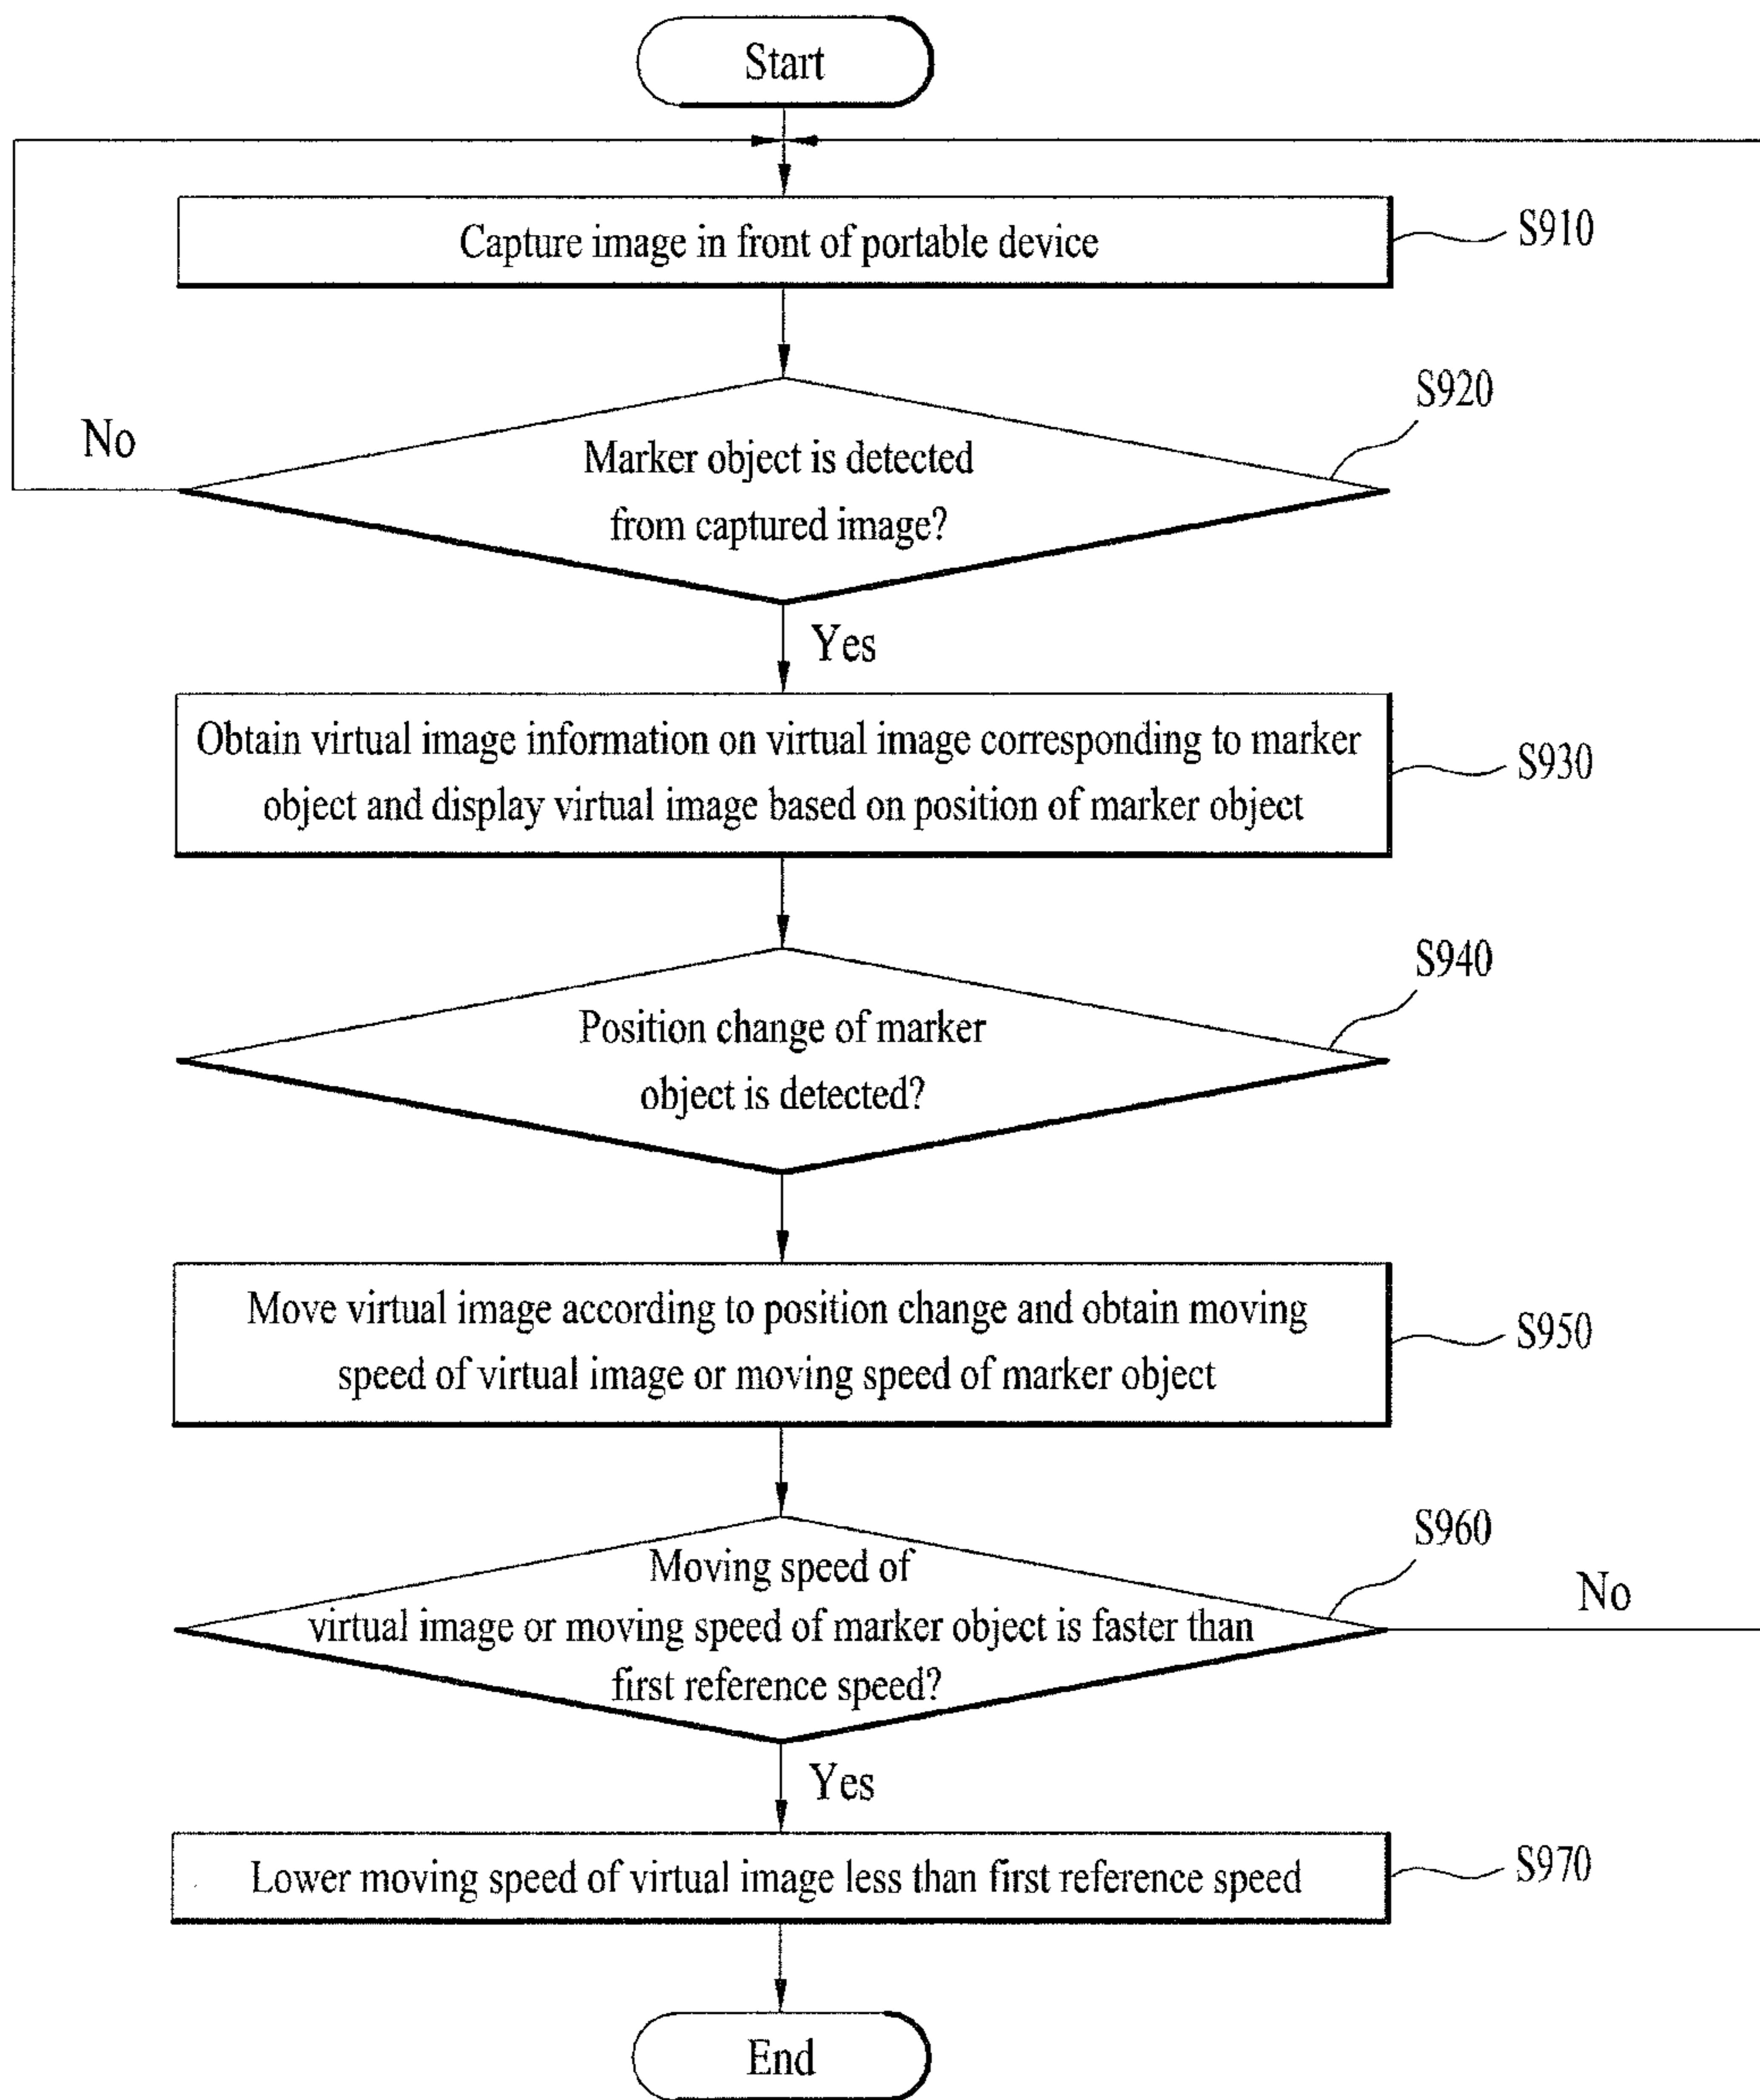 Start
Capture image in front of portable device
S910
S920
No
Marker object is detected
from captured image?
Yes
Obtain virtual image information on virtual image corresponding to marker
object and display virtual image based on position of marker object
S930
S940
Position change of marker
object is detected?
Move virtual image according to position change and obtain moving
speed of virtual image or moving speed of marker object
S950
S960
Moving speed of
virtual image or moving speed of marker object is faster than
first reference speed?
No
Yes
Lower moving speed of virtual image less than first reference speed
S970
End